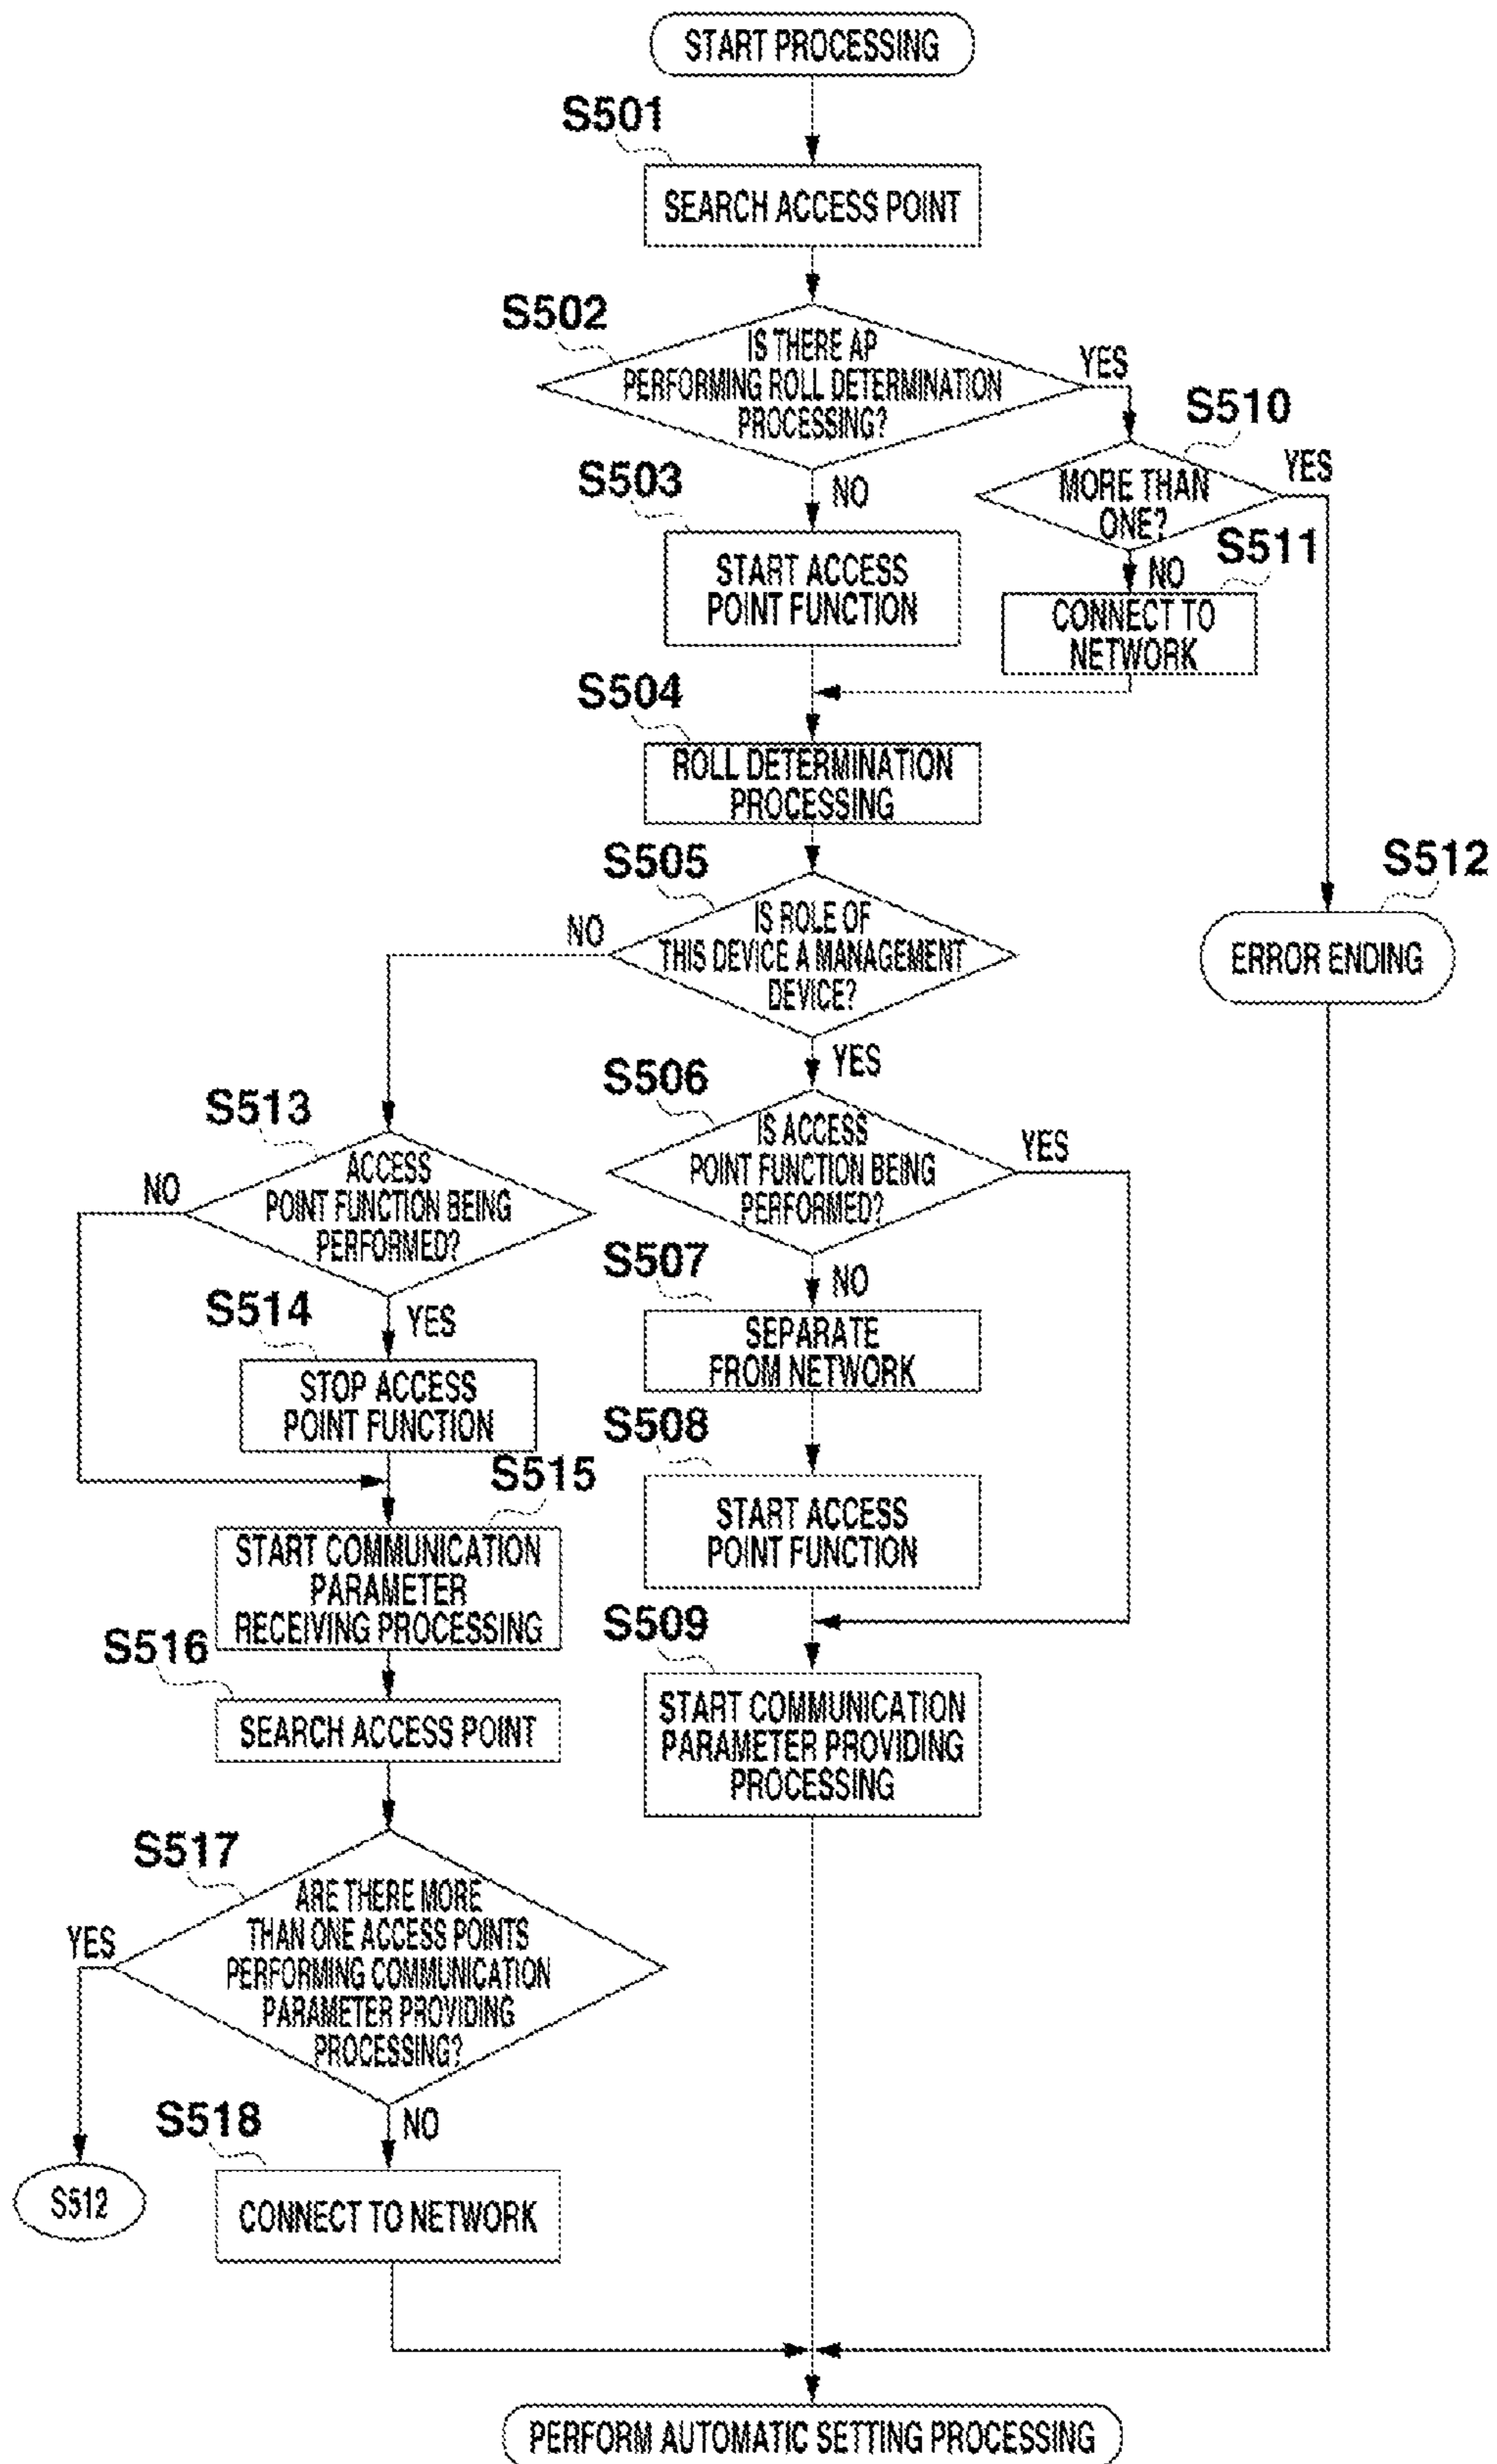 START PROCESSING
S501
SEARCH ACCESS POINT
S502
IS THERE AP
PERFORMING ROLL DETERMINATION
PROCESSING?
YES
S510
MORE THAN
ONE?
YES
NO
S503
START ACCESS
POINT FUNCTION
NO
S511
CONNECT TO
NETWORK
S504
ROLL DETERMINATION
PROCESSING
S505
IS ROLE OF
THIS DEVICE A MANAGEMENT
DEVICE?
NO
YES
S512
ERROR ENDING
S506
IS ACCESS
POINT FUNCTION BEING
PERFORMED?
YES
NO
S513
ACCESS
POINT FUNCTION BEING
PERFORMED?
NO
YES
S507
SEPARATE
FROM NETWORK
S514
STOP ACCESS
POINT FUNCTION
S508
START ACCESS
POINT FUNCTION
S515
START COMMUNICATION
PARAMETER
RECEIVING PROCESSING
S509
START COMMUNICATION
PARAMETER PROVIDING
PROCESSING
S516
SEARCH ACCESS POINT
S517
ARE THERE MORE
THAN ONE ACCESS POINTS
PERFORMING COMMUNICATION
PARAMETER PROVIDING
PROCESSING?
YES
NO
S512
S518
CONNECT TO NETWORK
PERFORM AUTOMATIC SETTING PROCESSING